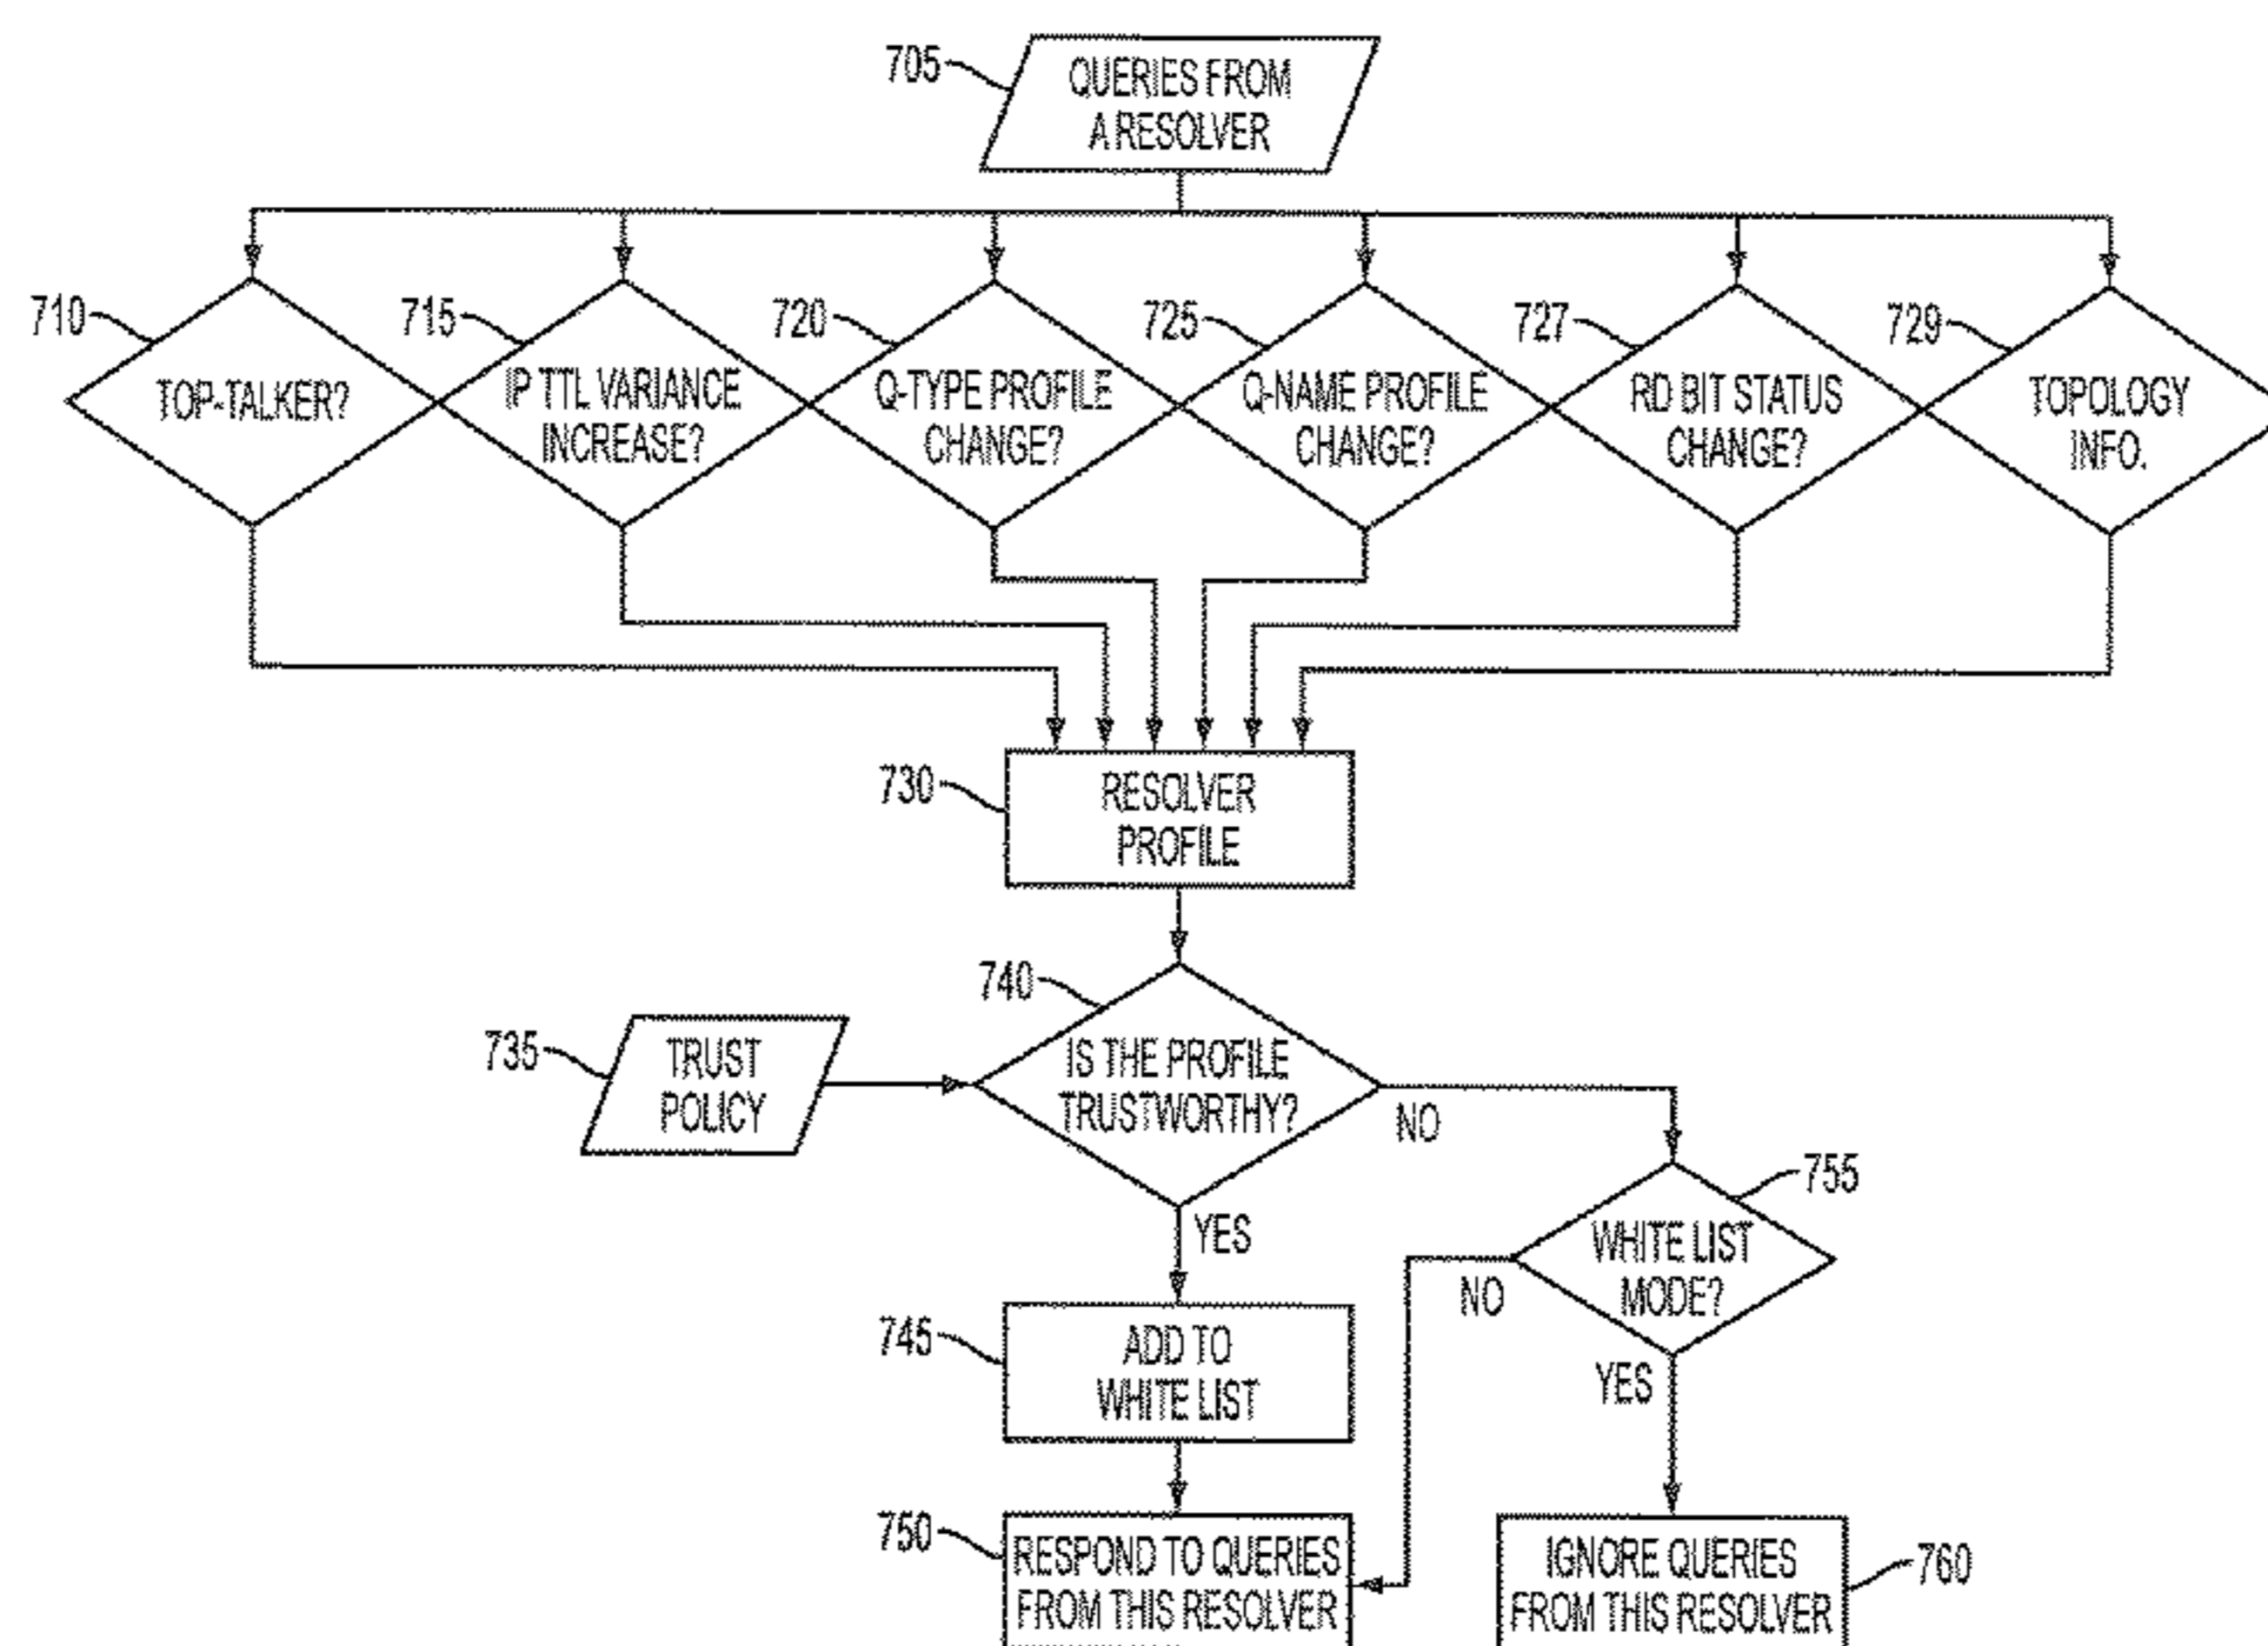 705
QUERIES FROM
A RESOLVER
710
715
720
725
727
729
TOP-TALKER?
IP TTL VARIANCE
INCREASE?
Q-TYPE PROFILE
CHANGE?
Q-NAME PROFILE
CHANGE?
RD BIT STATUS
CHANGE?
TOPOLOGY
INFO.
730
RESOLVER
PROFILE
740
735
TRUST
POLICY
IS THE PROFILE
TRUSTWORTHY?
NO
YES
755
WHITE LIST
MODE?
NO
YES
745
ADD TO
WHITE LIST
750
RESPOND TO QUERIES
FROM THIS RESOLVER
IGNORE QUERIES
FROM THIS RESOLVER
760